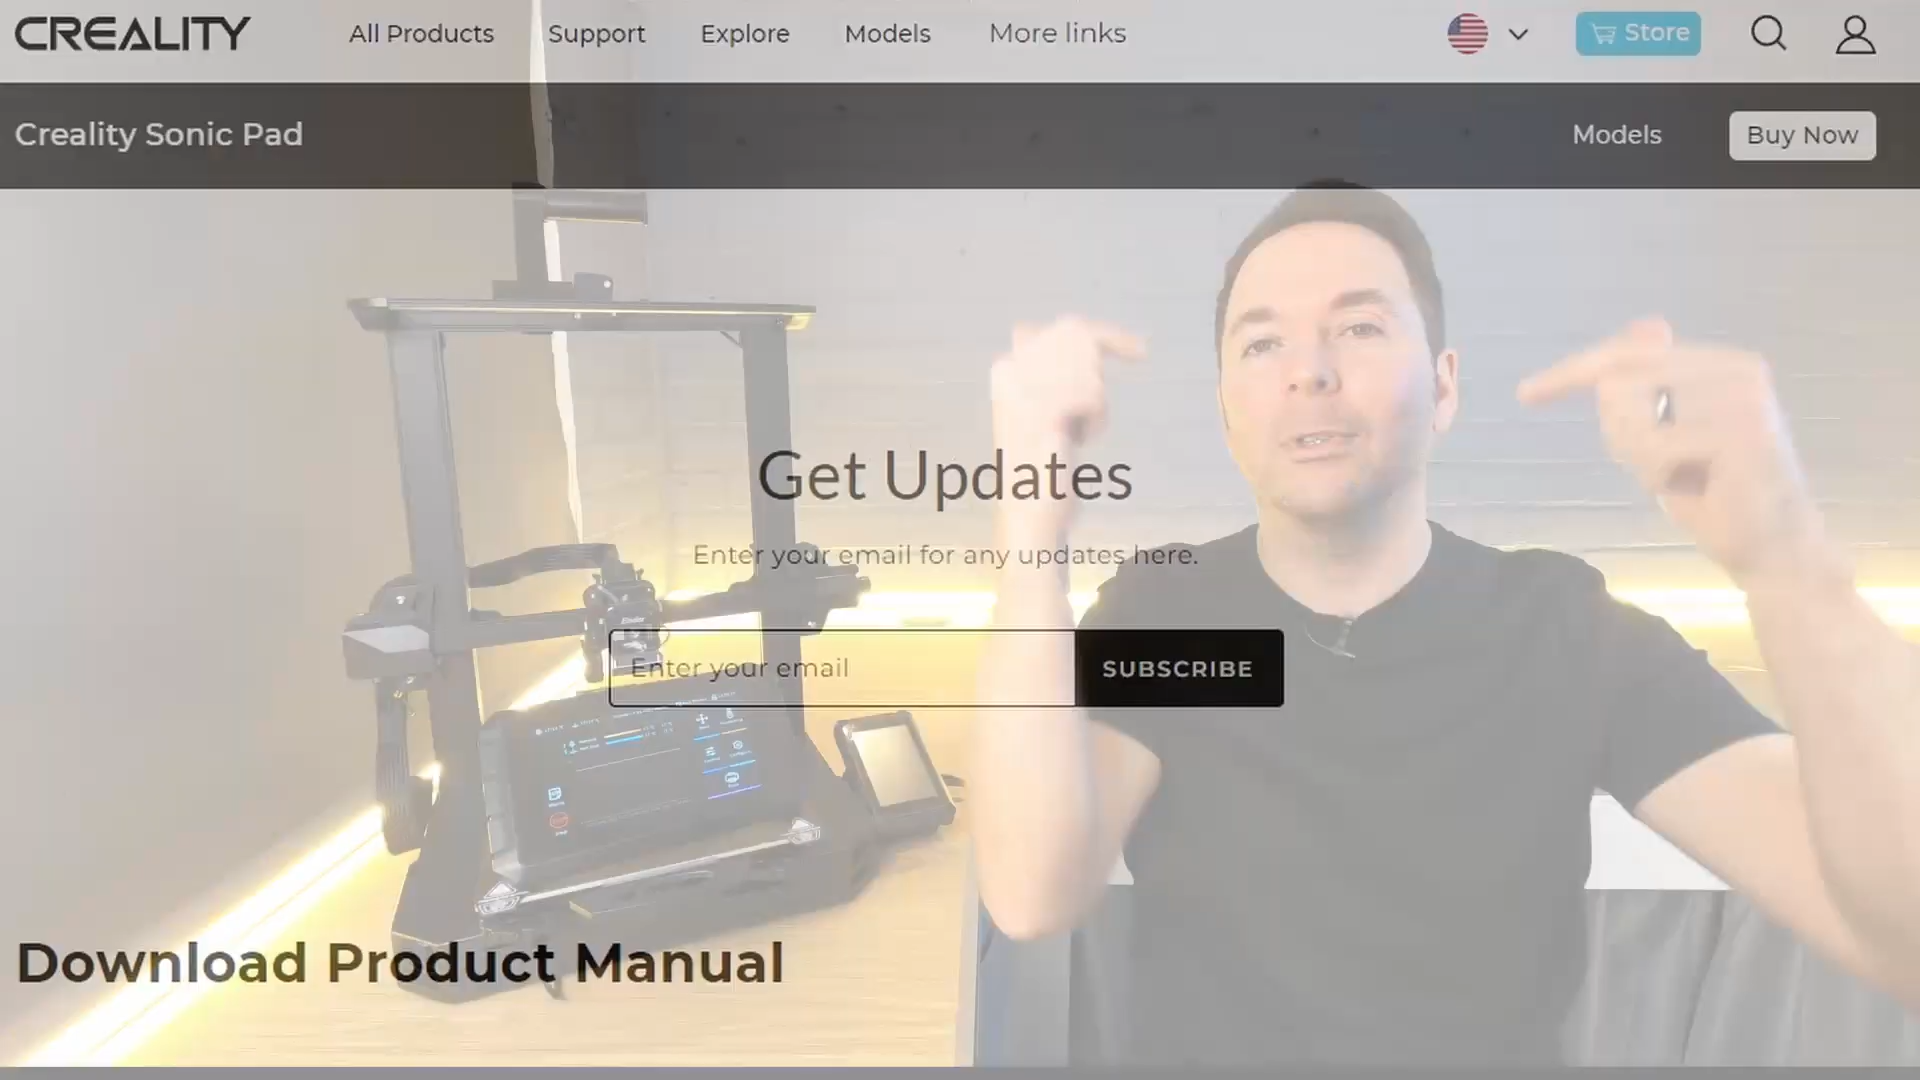 CREALITY
All Products Support Explore Models More links
Store
Creality Sonic Pad
Models
Buy Now
Get Updates
Enter your email for any updates here.
Enter your email
SUBSCRIBE
Download Product Manual